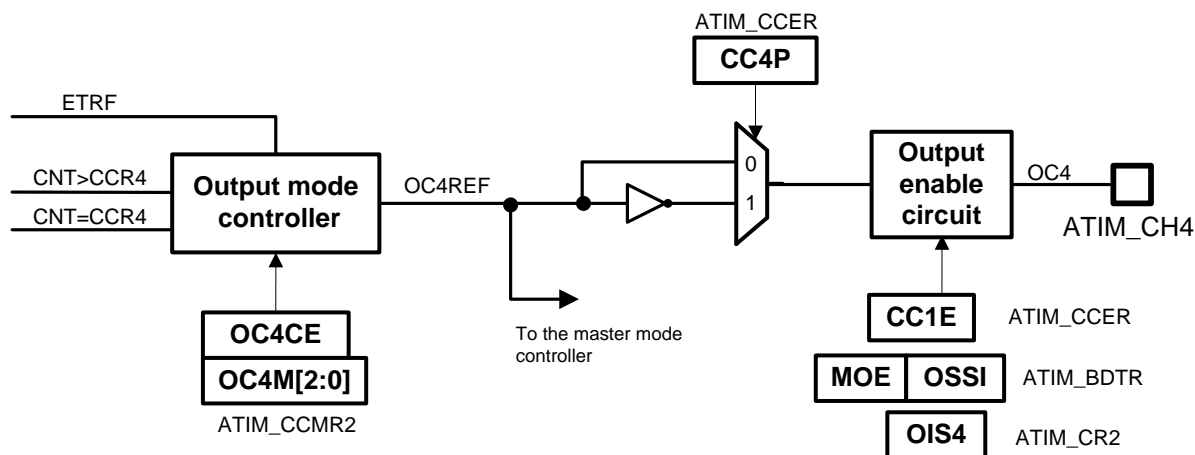 ATIM_CCER
CC4P
ETRF
CNT>CCR4
CNT=CCR4
Output mode
controller
OC4REF
0
1
Output
enable
circuit
OC4
ATIM_CH4
OC4CE
OC4M[2:0]
ATIM_CCMR2
To the master mode
controller
CC1E
ATIM_CCER
MOE OSSI ATIM_BDTR
OIS4
ATIM_CR2